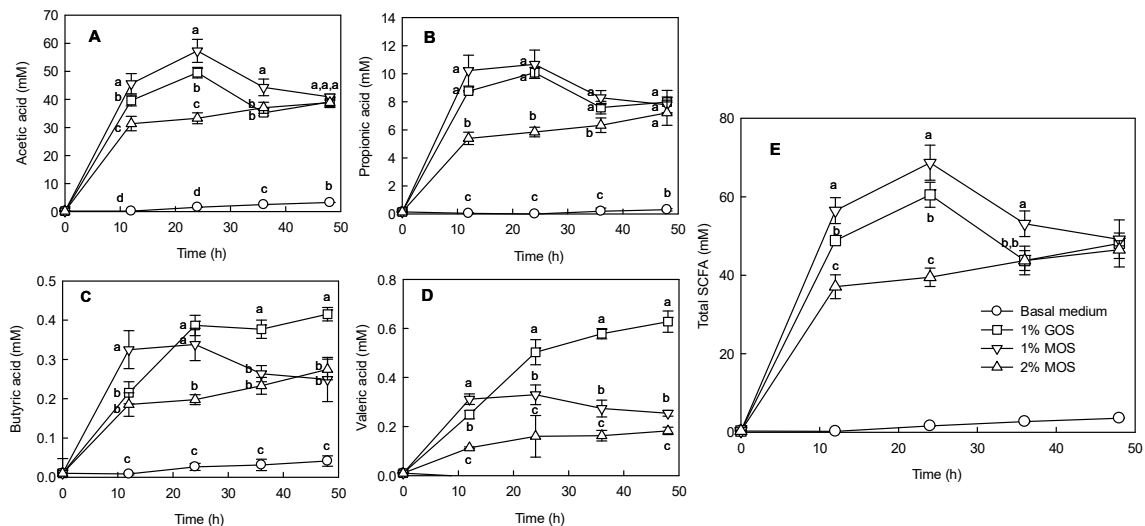 A
Acetic acid (mM)
70
60
50
40
30
20
10
0
a
a
a
a,a,a
b
b
b
b
c
c
d
d
c
b
0 10 20 30 40 50
Time (h)
B
Propionic acid (mM)
14
12
10
8
6
4
2
0
a
a
a
a
a
a
a
a
b
b
b
c
c
c
b
0 10 20 30 40 50
Time (h)
C
Butyric acid (mM)
0.5
0.4
0.3
0.2
0.1
0.0
a
a
a
a
a
b
b
b
b
b
b
b
c
c
c
c
0 10 20 30 40 50
Time (h)
D
Valeric acid (mM)
0.8
0.6
0.4
0.2
0.0
a
a
a
a
b
b
b
b
c
c
c
c
0 10 20 30 40 50
Time (h)
E
Total SCFA (mM)
80
60
40
20
0
a
a
a
b
b
b,b
c
c
Basal medium
1% GOS
1% MOS
2% MOS
0 10 20 30 40 50
Time (h)